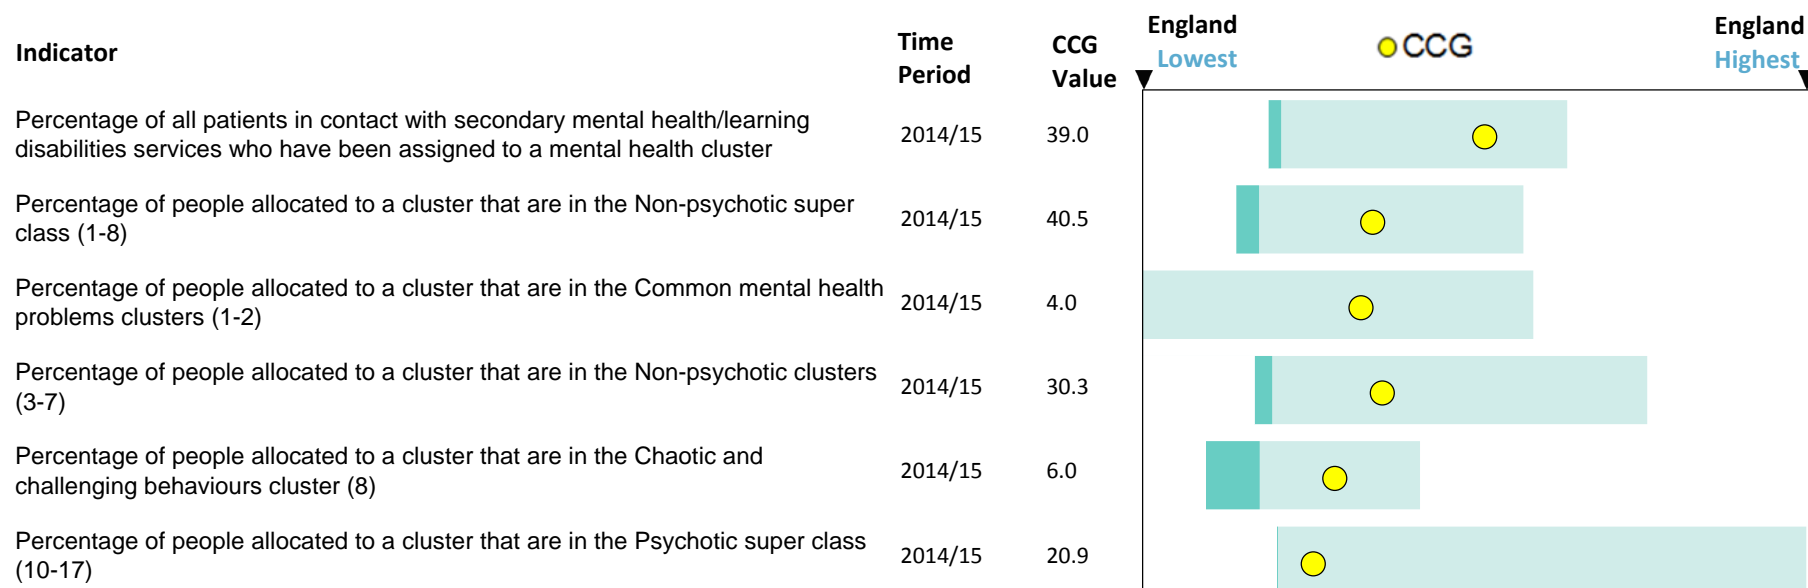 Indicator
Time
Period
CCG
Value
England
Lowest
CCG
England
Highest
Percentage of all patients in contact with secondary mental health/learning
disabilities services who have been assigned to a mental health cluster
2014/15
39.0
Percentage of people allocated to a cluster that are in the Non-psychotic super
class (1-8)
2014/15
40.5
Percentage of people allocated to a cluster that are in the Common mental health
problems clusters (1-2)
2014/15
4.0
Percentage of people allocated to a cluster that are in the Non-psychotic clusters
(3-7)
2014/15
30.3
Percentage of people allocated to a cluster that are in the Chaotic and
challenging behaviours cluster (8)
2014/15
6.0
Percentage of people allocated to a cluster that are in the Psychotic super class
(10-17)
2014/15
20.9